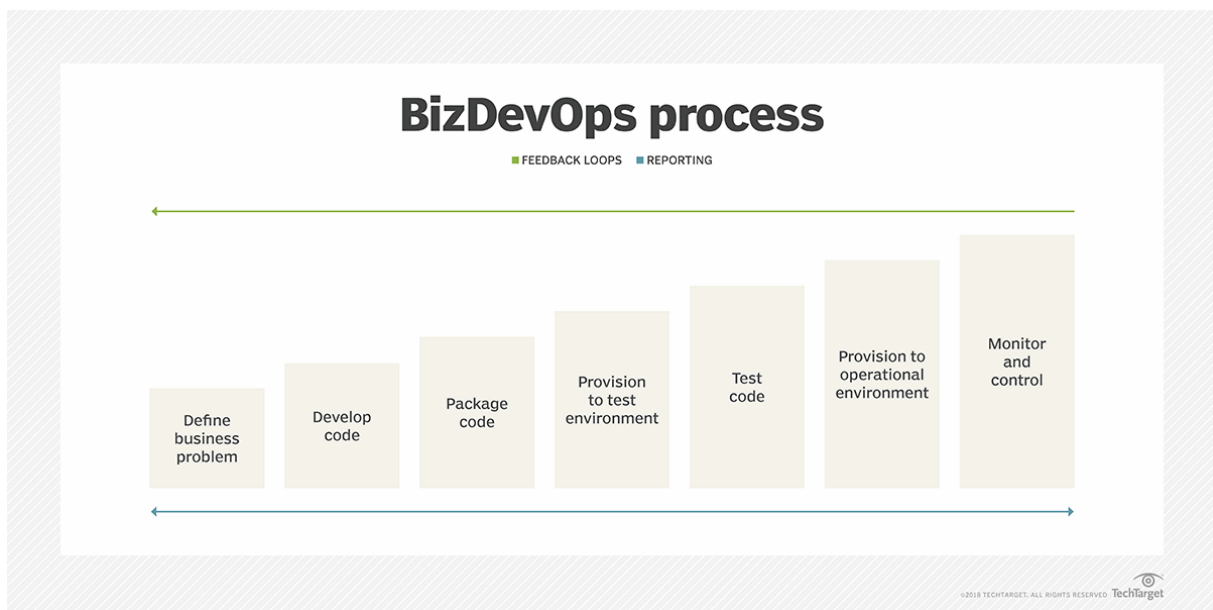 BizDevOps process
FEEDBACK LOOPS REPORTING
Define
business
problem
Develop
code
Package
code
Provision
to test
environment
Test
code
Provision to
operational
environment
Monitor
and
control
©2018 TECHTARGET. ALL RIGHTS RESERVED TechTarget